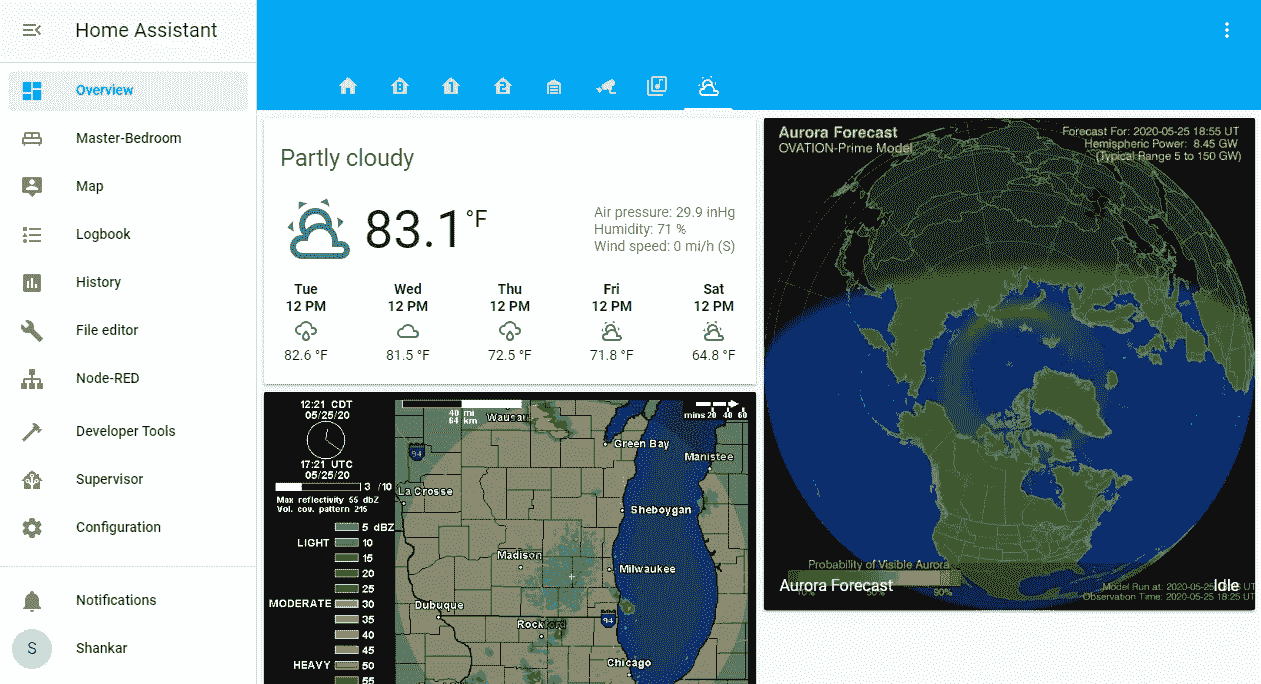 Home Assistant
Overview
Master-Bedroom
Map
Logbook
History
File editor
Node-RED
Developer Tools
Supervisor
Configuration
Notifications
S
Shankar
B
1
2
Partly cloudy
83.1 °F
Air pressure: 29.9 inHg
Humidity: 71 %
Wind speed: 0 mi/h (S)
Tue
12 PM
82.6 °F
Wed
12 PM
81.5 °F
Thu
12 PM
72.5 °F
Fri
12 PM
71.8 °F
Sat
12 PM
64.8 °F
12:21 CDT
05/25/20
17:21 UTC
05/25/20
3 /10
Max reflectivity 55 dBZ
Vol. cov. pattern 215
5 dBZ
LIGHT 10
15
20
25
MODERATE 30
35
40
45
HEAVY 50
55
40 mi
64 km
mins 20 40 60
Wausau
94
Green Bay
Manistee
La Crosse
Sheboygan
Madison
Milwaukee
Dubuque
94
Rockford
Chicago
Aurora Forecast
OVATION-Prime Model
Forecast For: 2020-05-25 18:55 UT
Hemispheric Power: 8.45 GW
(Typical Range 5 to 150 GW)
Probability of Visible Aurora
10% 50% 90%
Model Run at: 2020-05-25
Observation Time: 2020-05-25 18:25 UT
Aurora Forecast
Idle